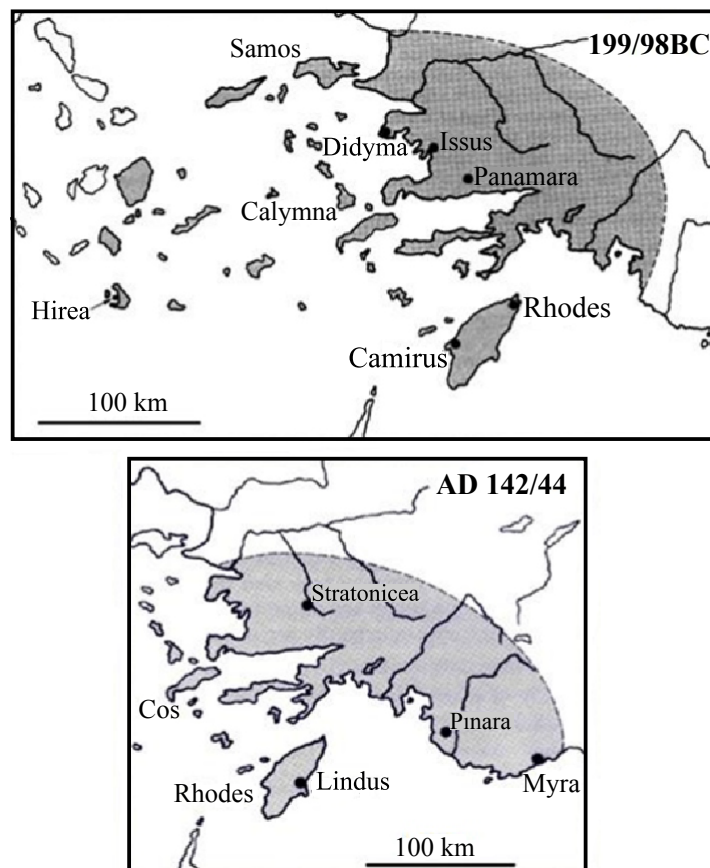 199/98BC
Samos
Didyma
Issus
Panamara
Calymna
Hirea
Rhodes
Camirus
100 km
AD 142/44
Stratonicea
Cos
Pınara
Rhodes
Lindus
Myra
100 km